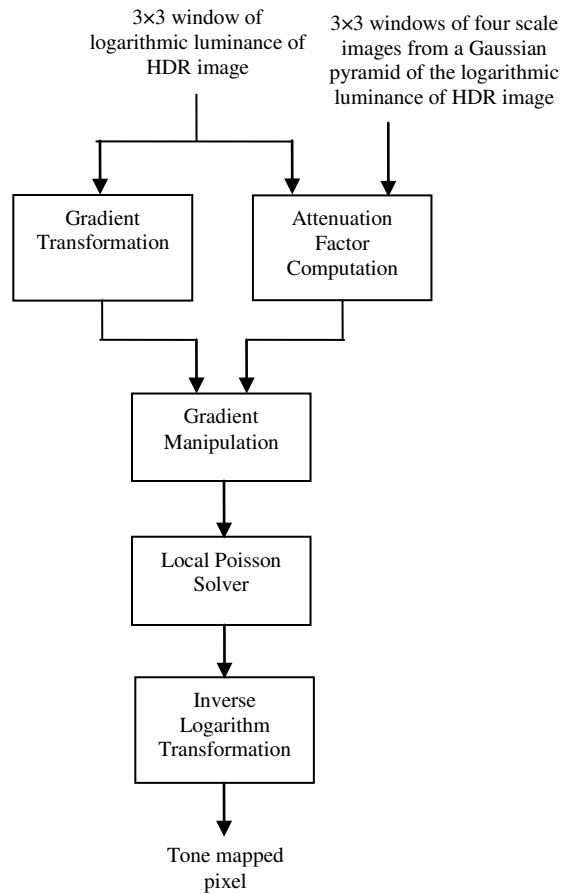 3×3 window of
logarithmic luminance of
HDR image
3×3 windows of four scale
images from a Gaussian
pyramid of the logarithmic
luminance of HDR image
Gradient
Transformation
Attenuation
Factor
Computation
Gradient
Manipulation
Local Poisson
Solver
Inverse
Logarithm
Transformation
Tone mapped
pixel